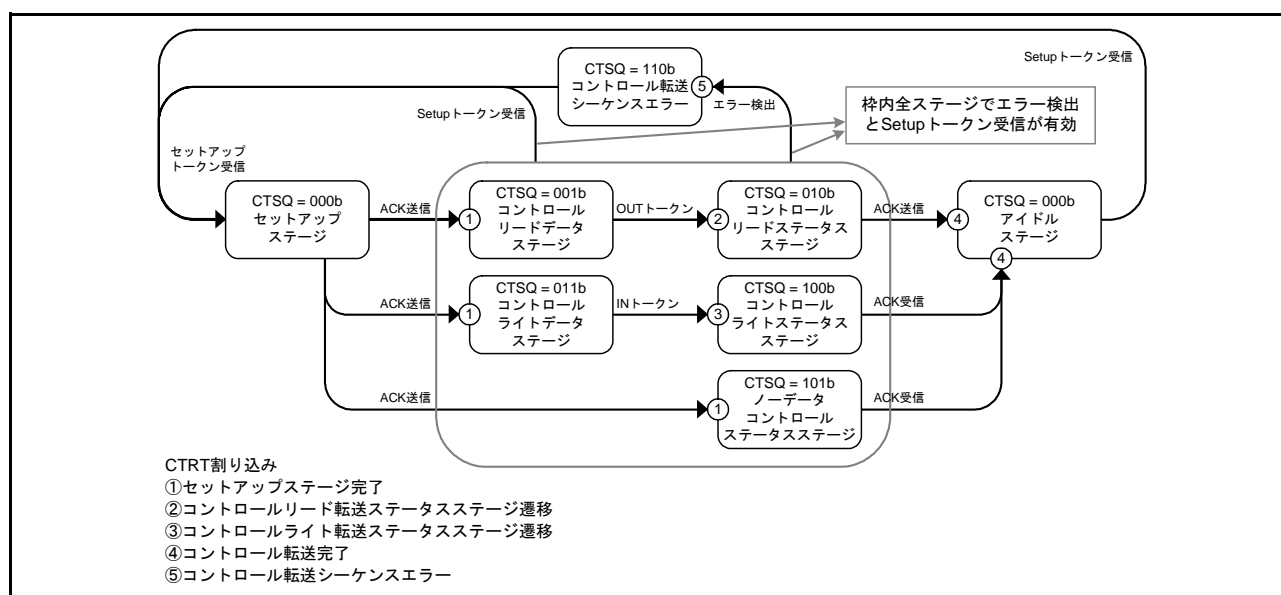 Setupトークン受信
CTSQ = 110b
コントロール転送
シーケンスエラー
⑤
エラー検出
Setupトークン受信
枠内全ステージでエラー検出
とSetupトークン受信が有効
セットアップ
トークン受信
CTSQ = 000b
セットアップ
ステージ
ACK送信
①
CTSQ = 001b
コントロール
リードデータ
ステージ
OUTトークン
②
CTSQ = 010b
コントロール
リードステータス
ステージ
ACK送信
④
CTSQ = 000b
アイドル
ステージ
④
ACK送信
①
CTSQ = 011b
コントロール
ライトデータ
ステージ
INトークン
③
CTSQ = 100b
コントロール
ライトステータス
ステージ
ACK受信
ACK送信
①
CTSQ = 101b
ノーデータ
コントロール
ステータスステージ
ACK受信
CTRT割り込み
①セットアップステージ完了
②コントロールリード転送ステータスステージ遷移
③コントロールライト転送ステータスステージ遷移
④コントロール転送完了
⑤コントロール転送シーケンスエラー